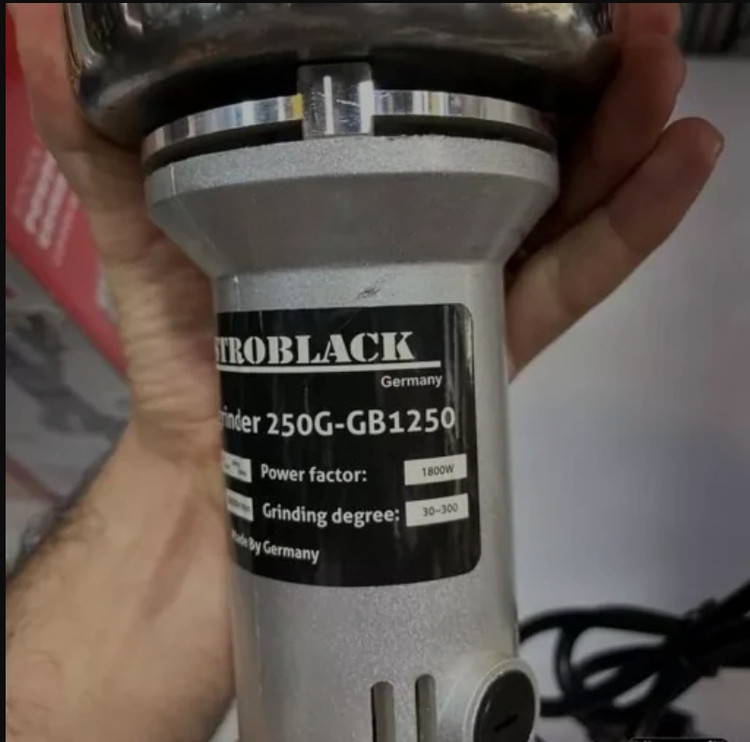 STROBLACK
Germany
grinder 250G-GB1250
Power factor: 1800W
Grinding degree: 30-300
Made By Germany